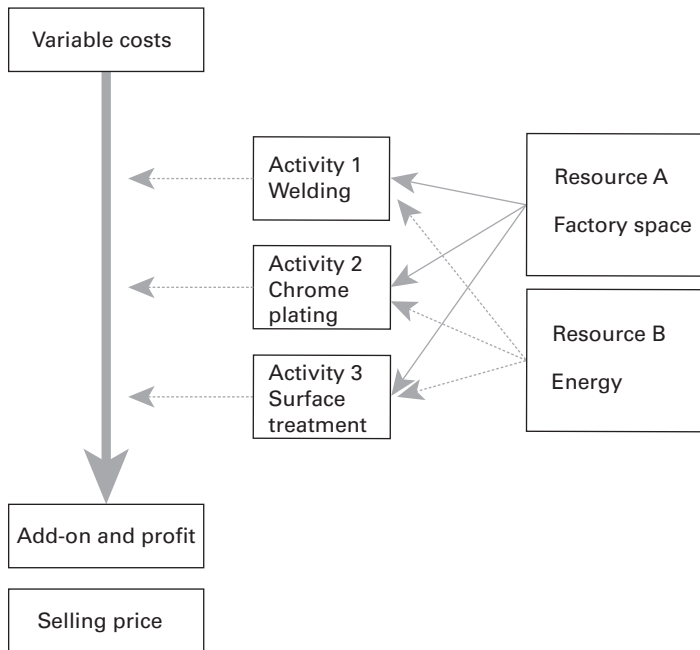 Variable costs
Activity 1
Welding
Resource A
Factory space
Activity 2
Chrome
plating
Resource B
Energy
Activity 3
Surface
treatment
Add-on and profit
Selling price